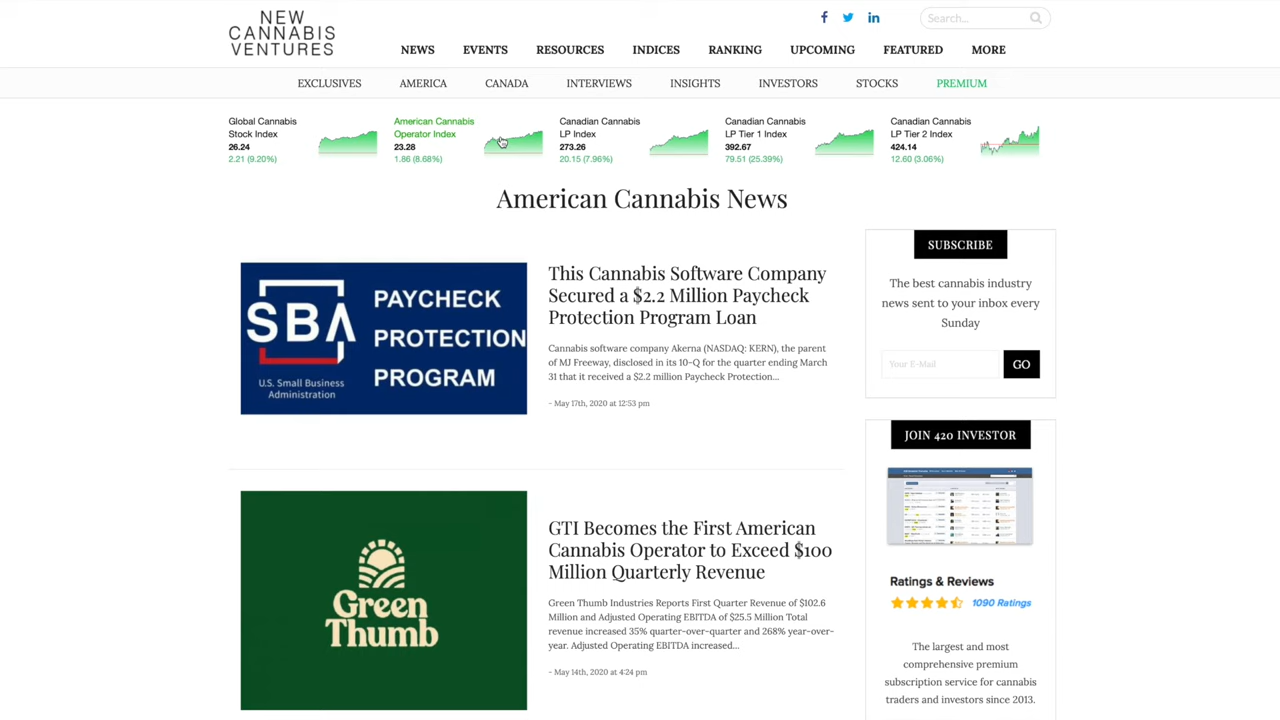 NEW
CANNABIS
VENTURES
Search...
NEWS EVENTS RESOURCES INDICES RANKING UPCOMING FEATURED MORE
EXCLUSIVES AMERICA CANADA INTERVIEWS INSIGHTS INVESTORS STOCKS PREMIUM
Global Cannabis
Stock Index
26.24
2.21 (9.20%)
American Cannabis
Operator Index
23.28
1.86 (8.68%)
Canadian Cannabis
LP Index
273.26
20.15 (7.96%)
Canadian Cannabis
LP Tier 1 Index
392.67
79.51 (25.39%)
Canadian Cannabis
LP Tier 2 Index
424.14
12.60 (3.06%)
American Cannabis News
SBA
U.S. Small Business
Administration
PAYCHECK
PROTECTION
PROGRAM
This Cannabis Software Company
Secured a $2.2 Million Paycheck
Protection Program Loan
Cannabis software company Akerna (NASDAQ: KERN), the parent
of MJ Freeway, disclosed in its 10-Q for the quarter ending March
31 that it received a $2.2 million Paycheck Protection...
- May 17th, 2020 at 12:53 pm
Green
Thumb
GTI Becomes the First American
Cannabis Operator to Exceed $100
Million Quarterly Revenue
Green Thumb Industries Reports First Quarter Revenue of $102.6
Million and Adjusted Operating EBITDA of $25.5 Million Total
revenue increased 35% quarter-over-quarter and 268% year-over-
year. Adjusted Operating EBITDA increased...
- May 14th, 2020 at 4:24 pm
SUBSCRIBE
The best cannabis industry
news sent to your inbox every
Sunday
Your E-Mail
GO
JOIN 420 INVESTOR
Ratings & Reviews
1090 Ratings
The largest and most
comprehensive premium
subscription service for cannabis
traders and investors since 2013.